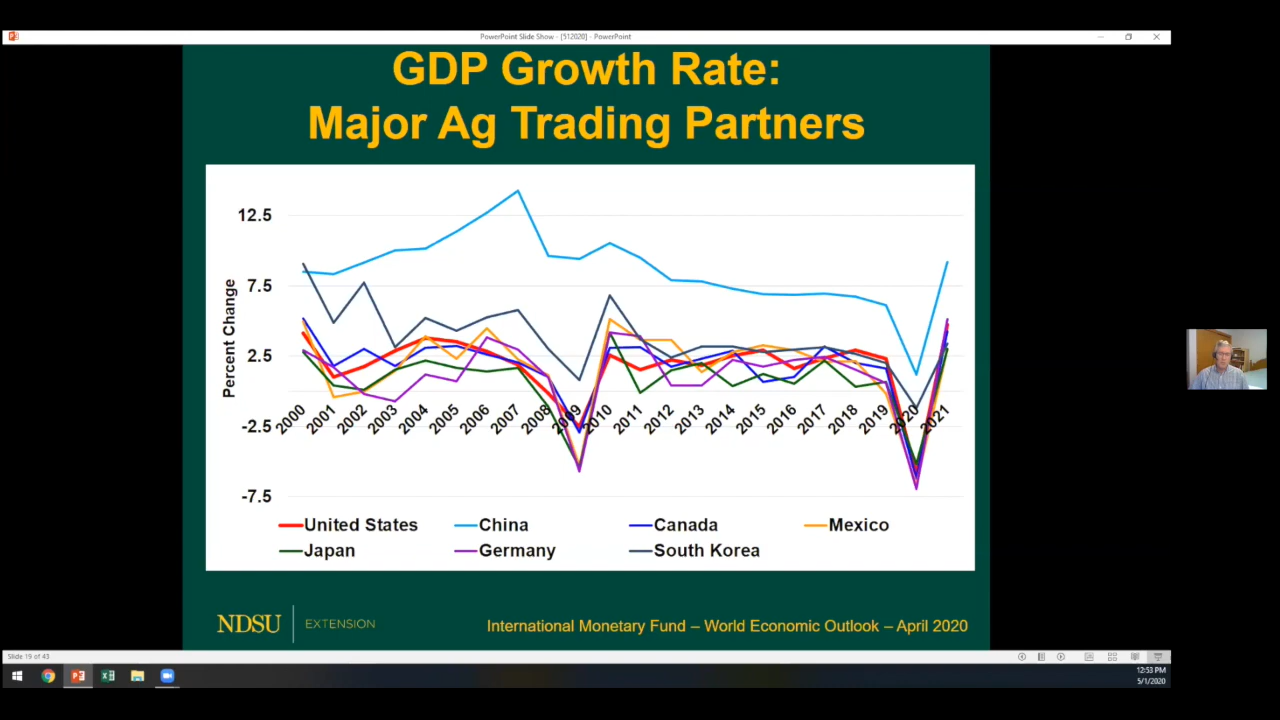 PowerPoint Slide Show - [512020] - PowerPoint
GDP Growth Rate:
Major Ag Trading Partners
Percent Change
12.5
7.5
2.5
-2.5
-7.5
2000 2001 2002 2003 2004 2005 2006 2007 2008 2009 2010 2011 2012 2013 2014 2015 2016 2017 2018 2019 2020 2021
United States China Canada Mexico
Japan Germany South Korea
NDSU EXTENSION
International Monetary Fund – World Economic Outlook – April 2020
Slide 19 of 43
12:53 PM
5/1/2020